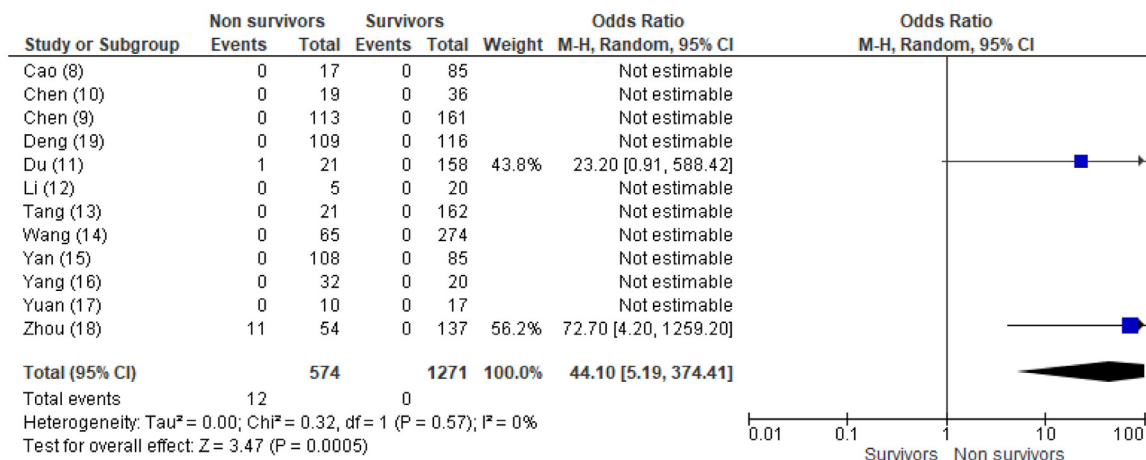 Non survivors Survivors Odds Ratio Odds Ratio
Study or Subgroup Events Total Events Total Weight M-H, Random, 95% CI M-H, Random, 95% CI
Cao (8) 0 17 0 85 Not estimable
Chen (10) 0 19 0 36 Not estimable
Chen (9) 0 113 0 161 Not estimable
Deng (19) 0 109 0 116 Not estimable
Du (11) 1 21 0 158 43.8% 23.20 [0.91, 588.42]
Li (12) 0 5 0 20 Not estimable
Tang (13) 0 21 0 162 Not estimable
Wang (14) 0 65 0 274 Not estimable
Yan (15) 0 108 0 85 Not estimable
Yang (16) 0 32 0 20 Not estimable
Yuan (17) 0 10 0 17 Not estimable
Zhou (18) 11 54 0 137 56.2% 72.70 [4.20, 1259.20]
Total (95% CI) 574 1271 100.0% 44.10 [5.19, 374.41]
Total events 12 0
Heterogeneity: Tau² = 0.00; Chi² = 0.32, df = 1 (P = 0.57); I² = 0%
Test for overall effect: Z = 3.47 (P = 0.0005)
0.01 0.1 1 10 100
Survivors Non survivors